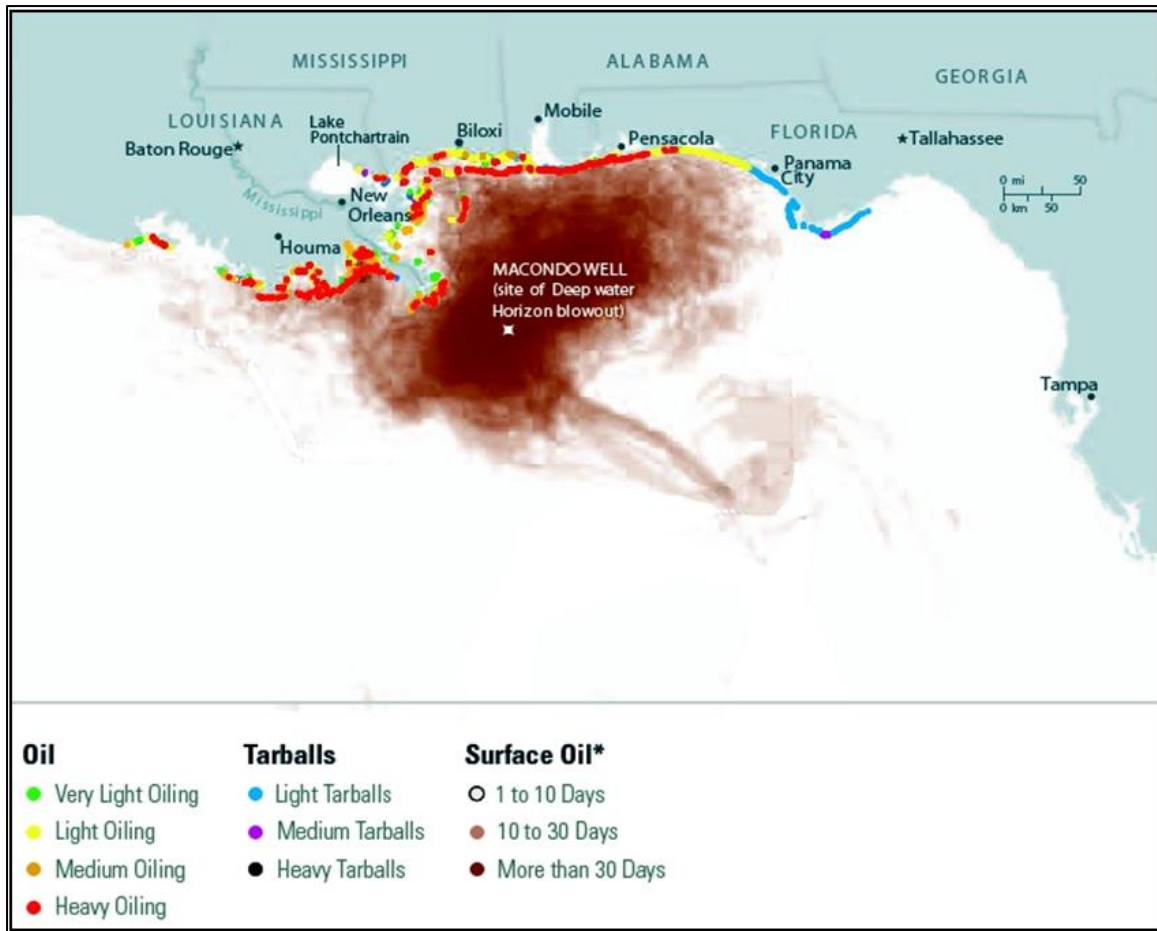 MISSISSIPPI
ALABAMA
GEORGIA
LOUISIANA
Lake
Pontchartrain
Biloxi
Mobile
Pensacola
FLORIDA
Tallahassee
Baton Rouge
Panama
City
Mississippi
New
Orleans
0 mi 50
0 km 50
Houma
MACONDO WELL
(site of Deep water
Horizon blowout)
Tampa
Oil
Very Light Oiling
Light Oiling
Medium Oiling
Heavy Oiling
Tarballs
Light Tarballs
Medium Tarballs
Heavy Tarballs
Surface Oil*
1 to 10 Days
10 to 30 Days
More than 30 Days